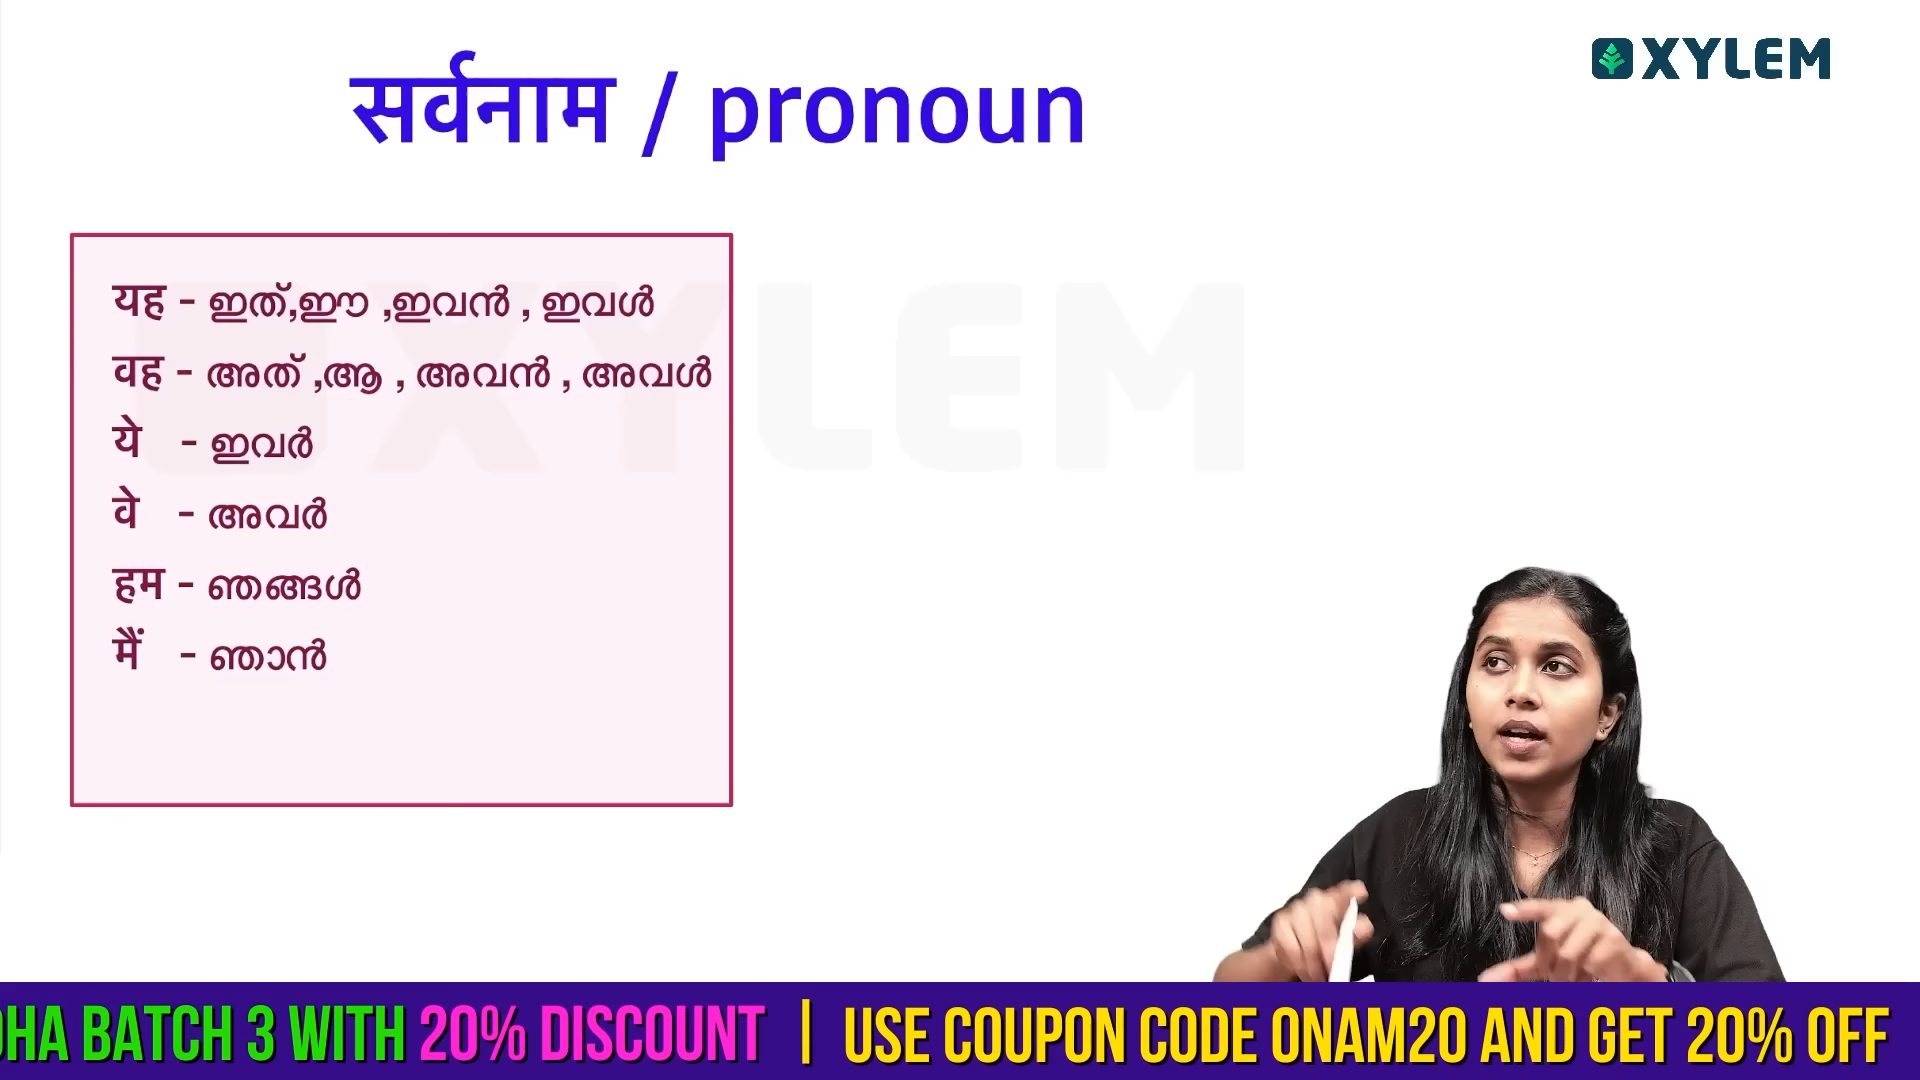 XYLEM
सर्वनाम / pronoun
यह - ഇത്,ഈ ,ഇവൻ , ഇവൾ
वह - അത് ,ആ , അവൻ , അവൾ
ये - ഇവർ
वे - അവർ
हम - ഞങ്ങൾ
मैं - ഞാൻ
XYLEM
BATCH 3 WITH 20% DISCOUNT | USE COUPON CODE ONAM20 AND GET 20% OFF